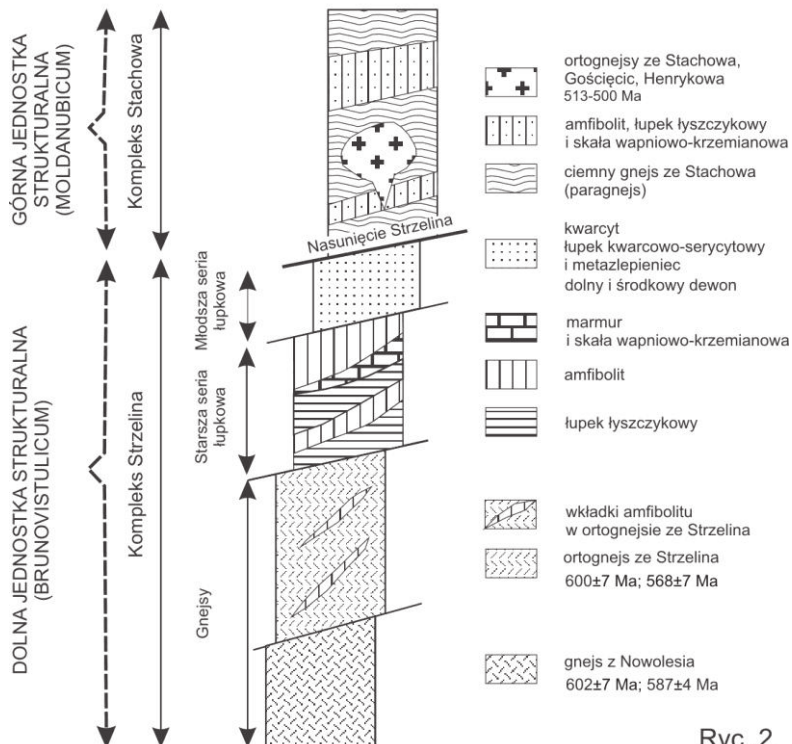 GÓRNA JEDNOSTKA
STRUKTURALNA
(MOLDANUBICUM)
Kompleks Stachowa
DOLNA JEDNOSTKA STRUKTURALNA
(BRUNOVISTULICUM)
Kompleks Strzelina
Młodsza seria
łupkowa
Starsza seria
łupkowa
Gnejsy
Nasunięcie Strzelina
ortognejsy ze Stachowa,
Gościęcic, Henrykowa
513-500 Ma
amfibolit, łupek łyszczykowy
i skała wapniowo-krzemianowa
ciemny gnejs ze Stachowa
(paragnejs)
kwarcyt
łupek kwarcowo-serycytowy
i metazlepieniec
dolny i środkowy dewon
marmur
i skała wapniowo-krzemianowa
amfibolit
łupek łyszczykowy
wkładki amfibolitu
w ortognejsie ze Strzelina
ortognejs ze Strzelina
600±7 Ma; 568±7 Ma
gnejs z Nowolesia
602±7 Ma; 587±4 Ma
Ryc. 2